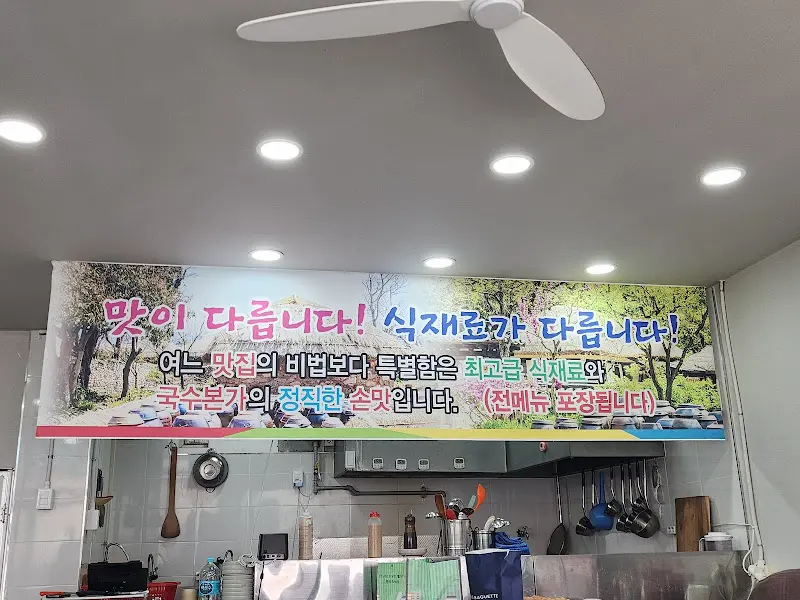 맛이 다릅니다! 식재료가 다릅니다!
여느 맛집의 비법보다 특별함은 최고급 식재료와
국수본가의 정직한 손맛입니다. (전메뉴 포장됩니다)
BAGUETTE